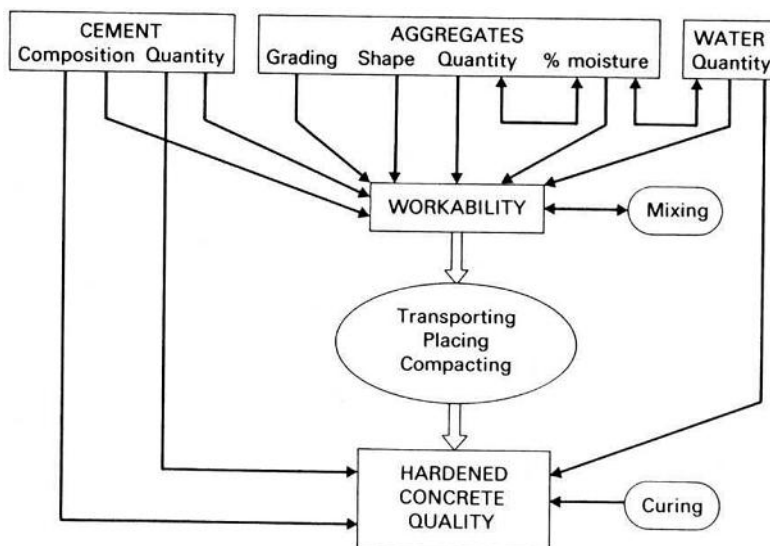 CEMENT
Composition Quantity
AGGREGATES
Grading Shape Quantity % moisture
WATER
Quantity
WORKABILITY
Mixing
Transporting
Placing
Compacting
HARDENED
CONCRETE
QUALITY
Curing